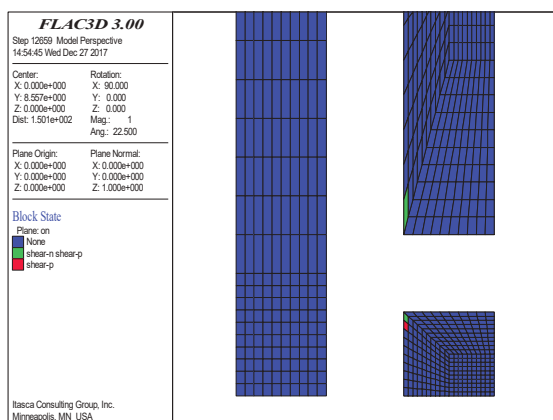 FLAC3D 3.00
Step 12659 Model Perspective
14:54:45 Wed Dec 27 2017
Center: Rotation:
X: 0.000e+000 X: 90.000
Y: 8.557e+000 Y: 0.000
Z: 0.000e+000 Z: 0.000
Dist: 1.501e+002 Mag.: 1
Ang.: 22.500
Plane Origin: Plane Normal:
X: 0.000e+000 X: 0.000e+000
Y: 0.000e+000 Y: 0.000e+000
Z: 0.000e+000 Z: 1.000e+000
Block State
Plane: on
None
shear-n shear-p
shear-p
Itasca Consulting Group, Inc.
Minneapolis, MN USA